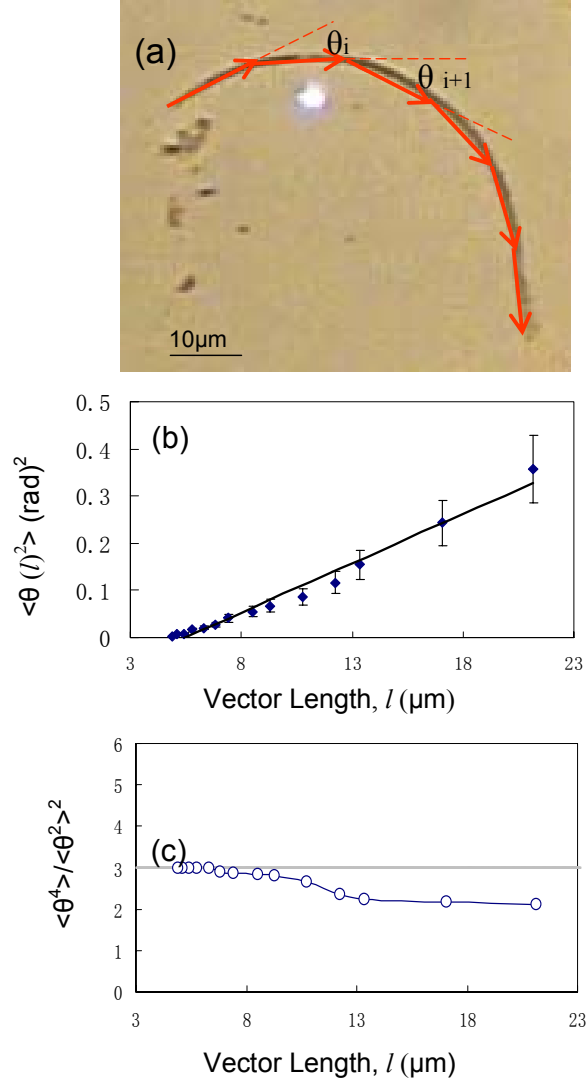 (a)
θi
θ i+1
10μm
(b)
<θ (l)²> (rad)²
0.5
0.4
0.3
0.2
0.1
0
3 8 13 18 23
Vector Length, l (μm)
(c)
<θ⁴>/<θ²>²
6
5
4
3
2
1
0
3 8 13 18 23
Vector Length, l (μm)